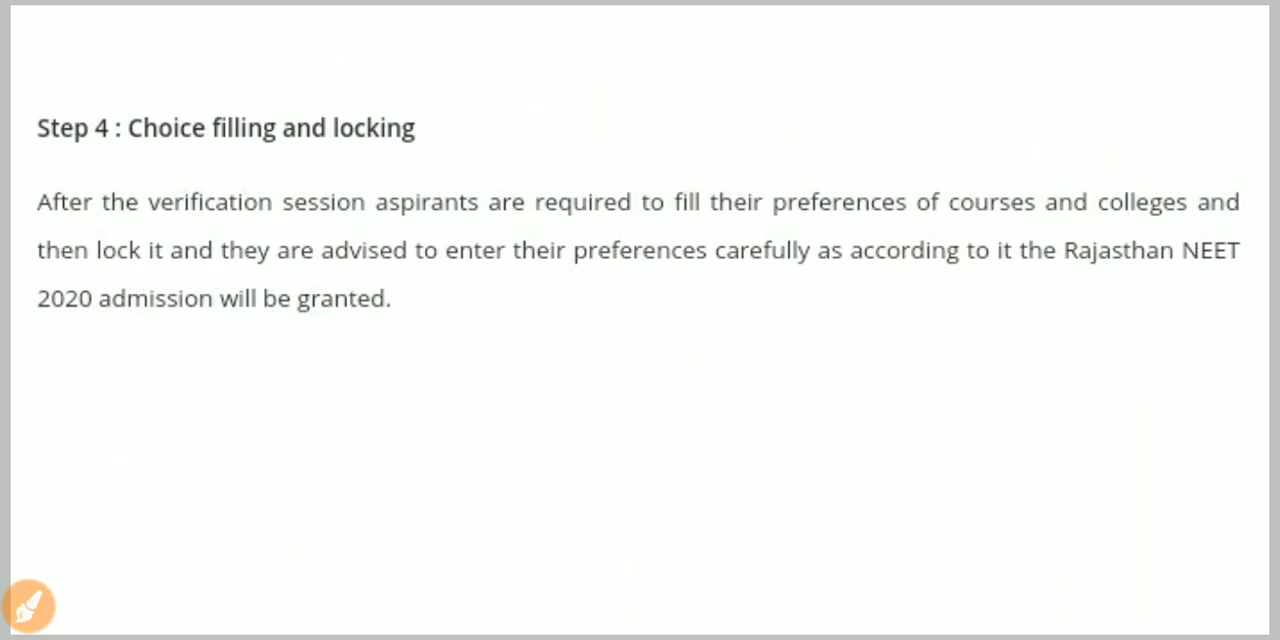 Step 4 : Choice filling and locking
After the verification session aspirants are required to fill their preferences of courses and colleges and
then lock it and they are advised to enter their preferences carefully as according to it the Rajasthan NEET
2020 admission will be granted.